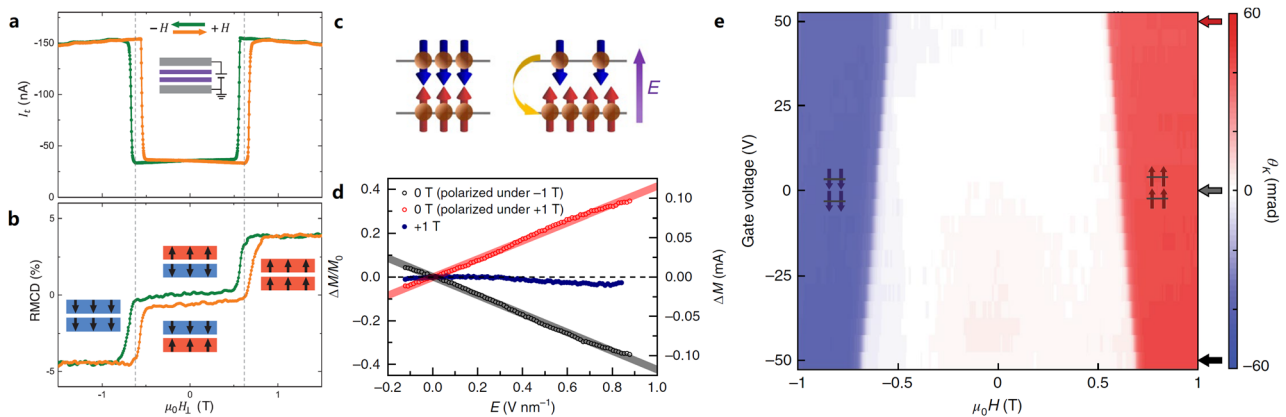 a
− H
+ H
I_t (nA)
-150
-100
-50
0
b
RMCD (%)
5
0
-5
−1
0
1
μ₀H⊥ (T)
c
E
d
0 T (polarized under −1 T)
0 T (polarized under +1 T)
+1 T
ΔM/M₀
0.4
0.2
0.0
−0.2
−0.4
0.10
0.05
0.00
−0.05
−0.10
ΔM (mA)
−0.2
0.0
0.2
0.4
0.6
0.8
1.0
E (V nm⁻¹)
e
Gate voltage (V)
50
25
0
−25
−50
-1
-0.5
0
0.5
1
μ₀H (T)
60
0
−60
θ_K (mrad)